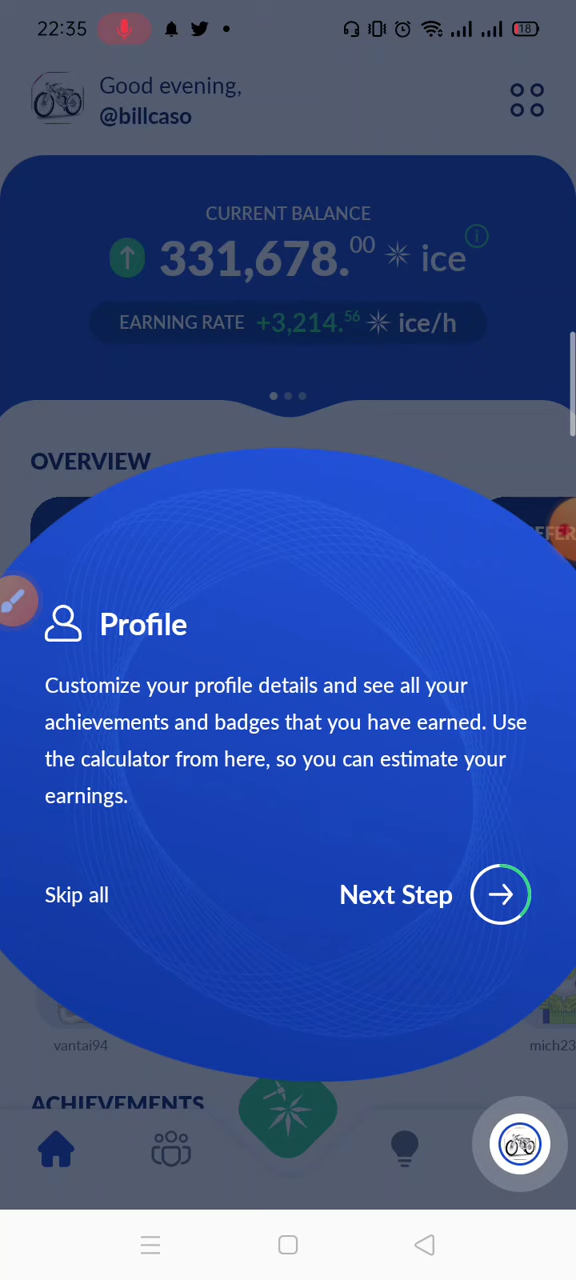 22:35
18
Good evening,
@billcaso
CURRENT BALANCE
331,678.00 ice
EARNING RATE +3,214.56 ice/h
OVERVIEW
Profile
Customize your profile details and see all your
achievements and badges that you have earned. Use
the calculator from here, so you can estimate your
earnings.
Skip all
Next Step
vantai94
mich23
ACHIEVEMENTS